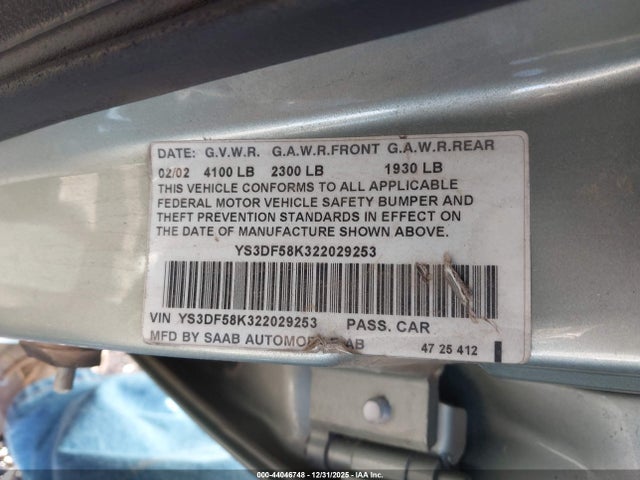 DATE: G.V.W.R. G.A.W.R.FRONT G.A.W.R.REAR
02/02 4100 LB 2300 LB 1930 LB
THIS VEHICLE CONFORMS TO ALL APPLICABLE
FEDERAL MOTOR VEHICLE SAFETY BUMPER AND
THEFT PREVENTION STANDARDS IN EFFECT ON
THE DATE OF MANUFACTURE SHOWN ABOVE.
YS3DF58K322029253
VIN YS3DF58K322029253 PASS. CAR
MFD BY SAAB AB
47 25 412
000-44046748 - 12/31/2025 - IAA Inc.